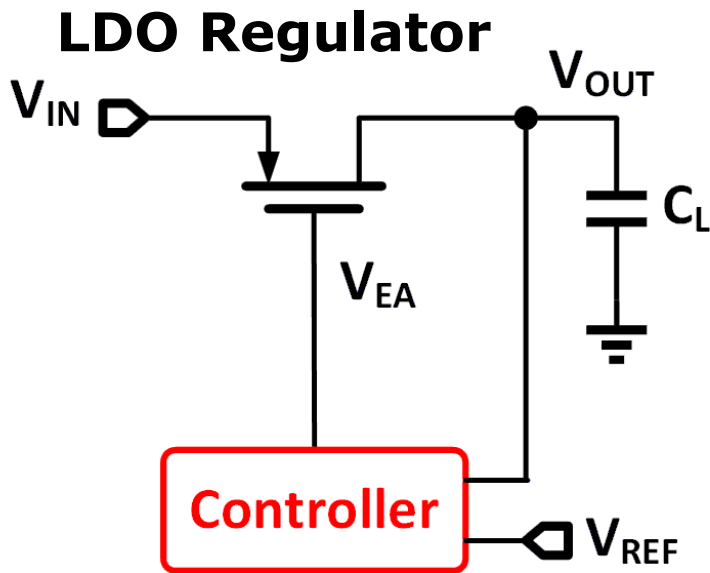 LDO Regulator
VIN
VOUT
CL
VEA
Controller
VREF